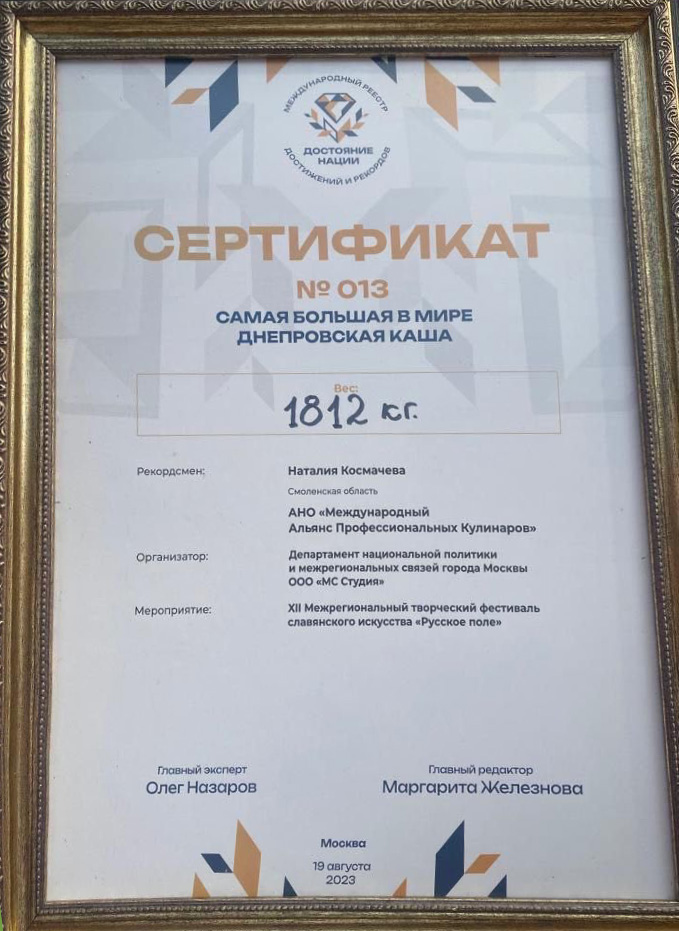 МЕЖДУНАРОДНЫЙ РЕЕСТР
ДОСТОЯНИЕ
НАЦИИ
ДОСТИЖЕНИЙ И РЕКОРДОВ
СЕРТИФИКАТ
№ 013
САМАЯ БОЛЬШАЯ В МИРЕ
ДНЕПРОВСКАЯ КАША
Вес:
1812 кг.
Рекордсмен:
Наталия Космачева
Смоленская область
АНО «Международный
Альянс Профессиональных Кулинаров»
Организатор:
Департамент национальной политики
и межрегиональных связей города Москвы
ООО «МС Студия»
Мероприятие:
XII Межрегиональный творческий фестиваль
славянского искусства «Русское поле»
Главный эксперт
Олег Назаров
Главный редактор
Маргарита Железнова
Москва
19 августа
2023